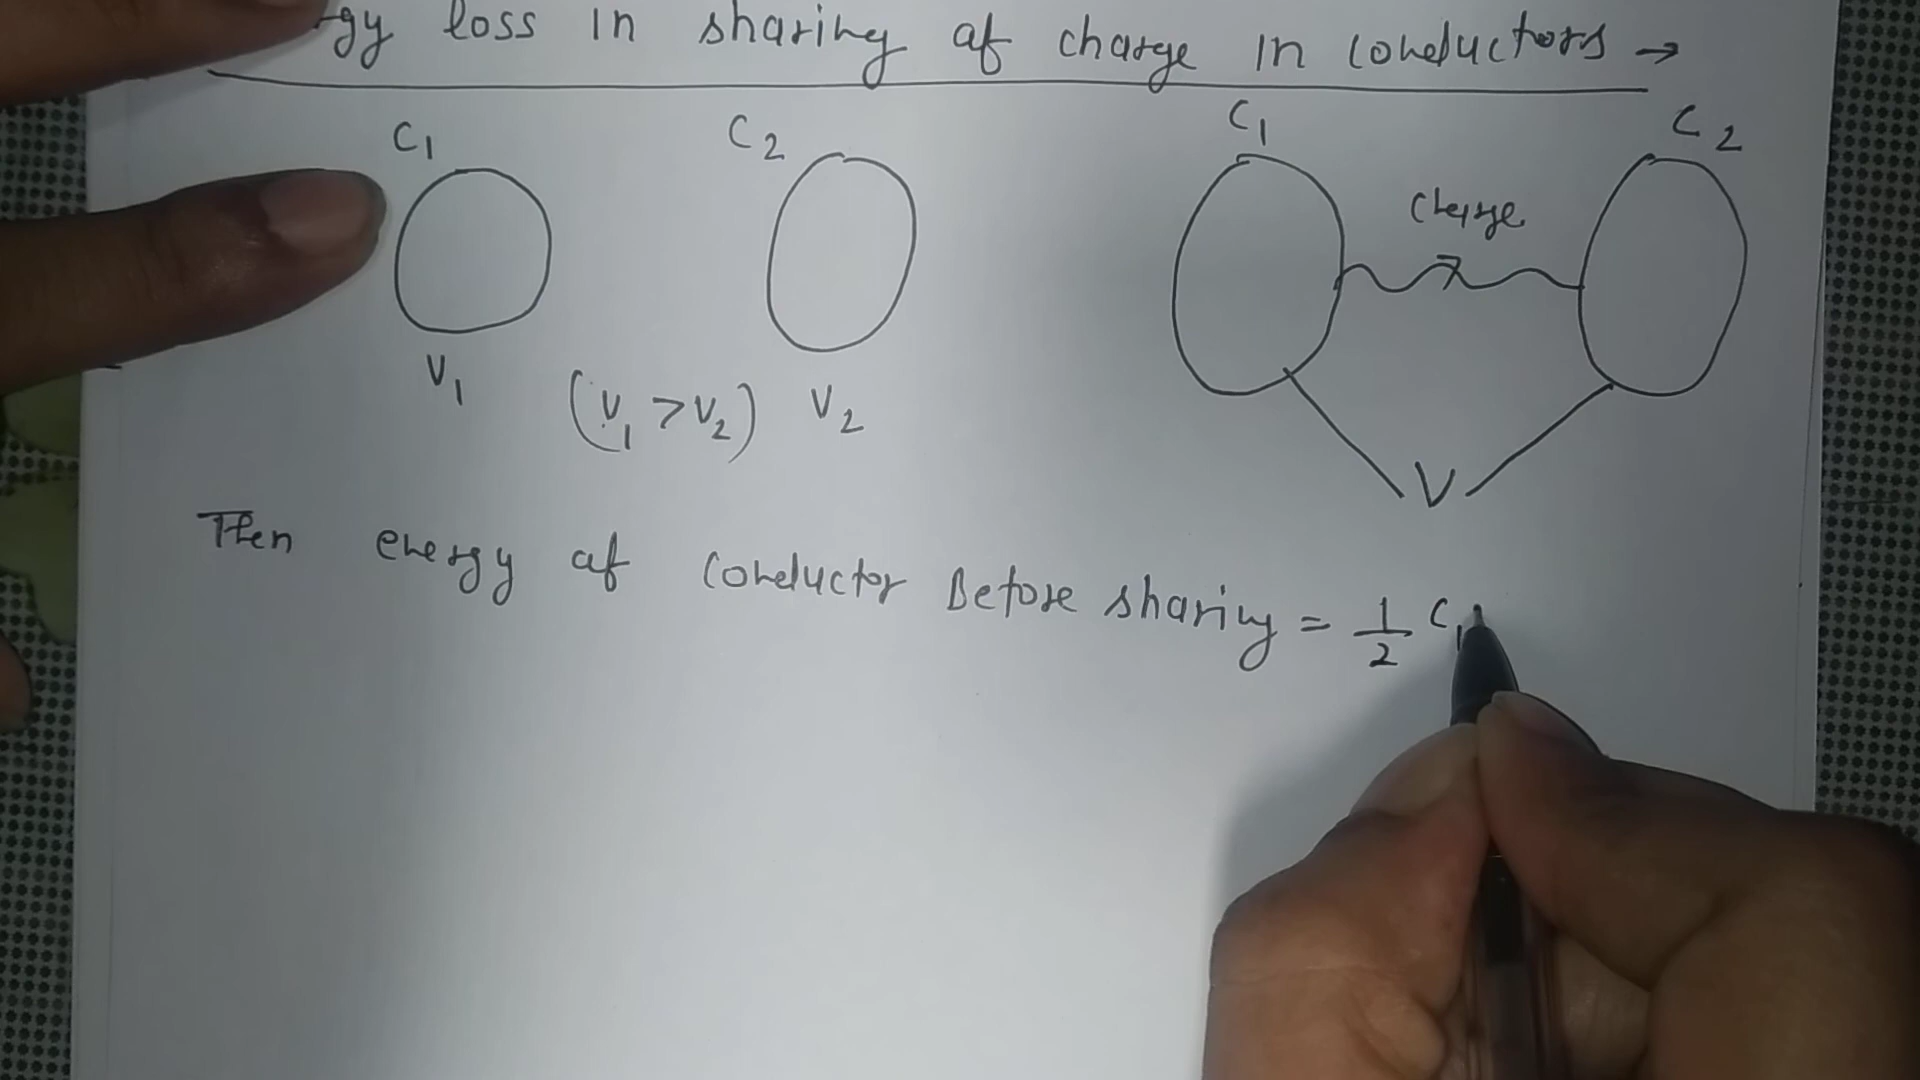 gy loss in sharing of charge in conductors →
C1 C2 C1 C2
charge
V1 (V1 > V2) V2
V
Then energy of conductor Before sharing = 1/2 C1